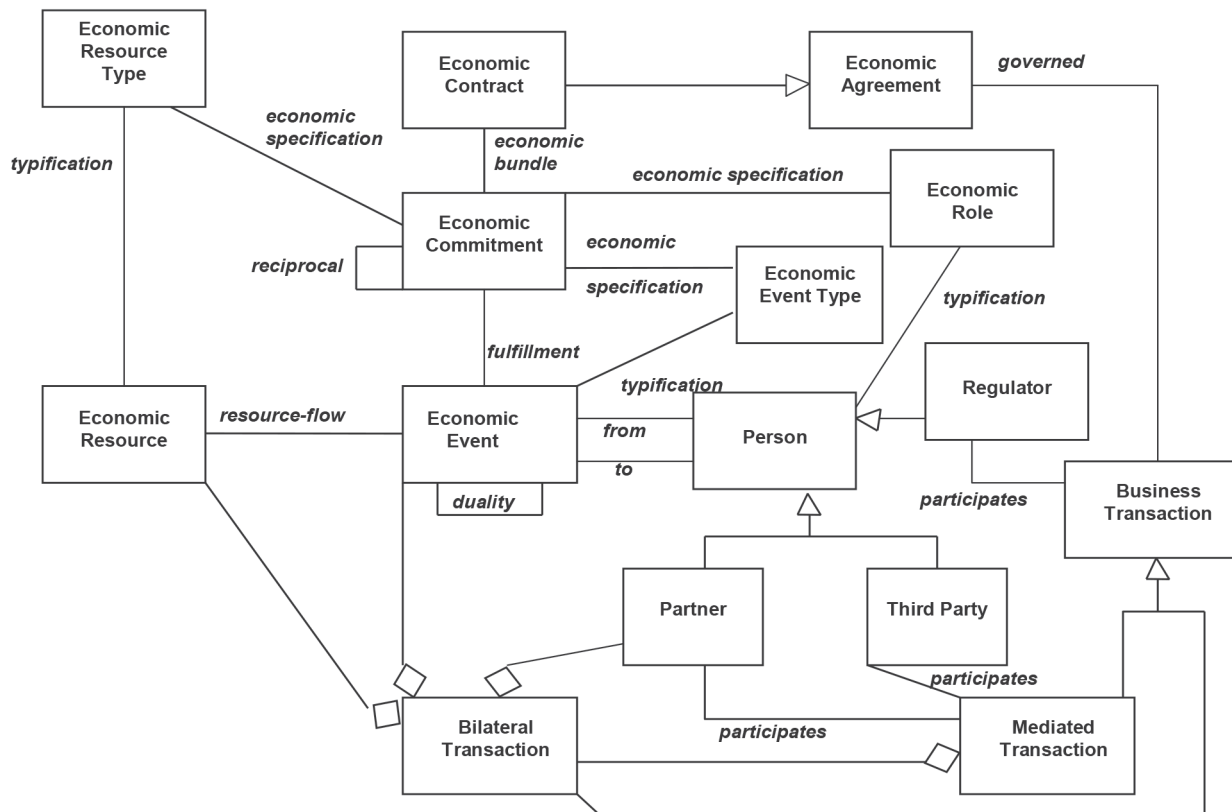 Economic
Resource
Type
Economic
Contract
Economic
Agreement
governed
economic
specification
typification
economic
bundle
economic specification
Economic
Role
Economic
Commitment
reciprocal
economic
specification
Economic
Event Type
typification
fulfillment
typification
Regulator
Economic
Resource
resource-flow
Economic
Event
from
to
Person
duality
participates
Business
Transaction
Partner
Third Party
participates
participates
Bilateral
Transaction
Mediated
Transaction